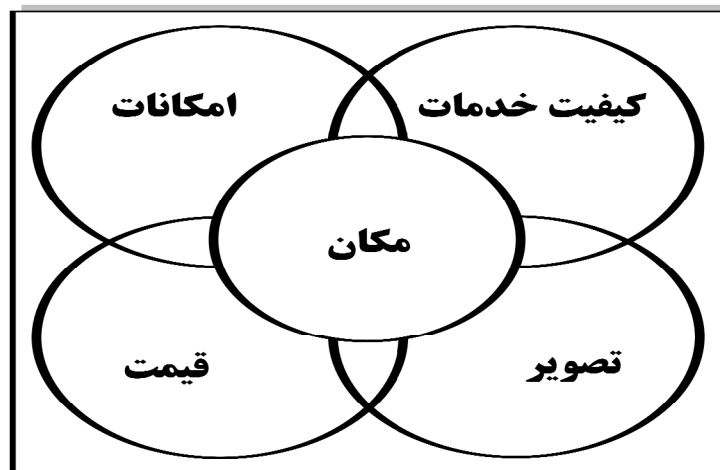 کیفیت خدمات
امکانات
مکان
تصویر
قیمت